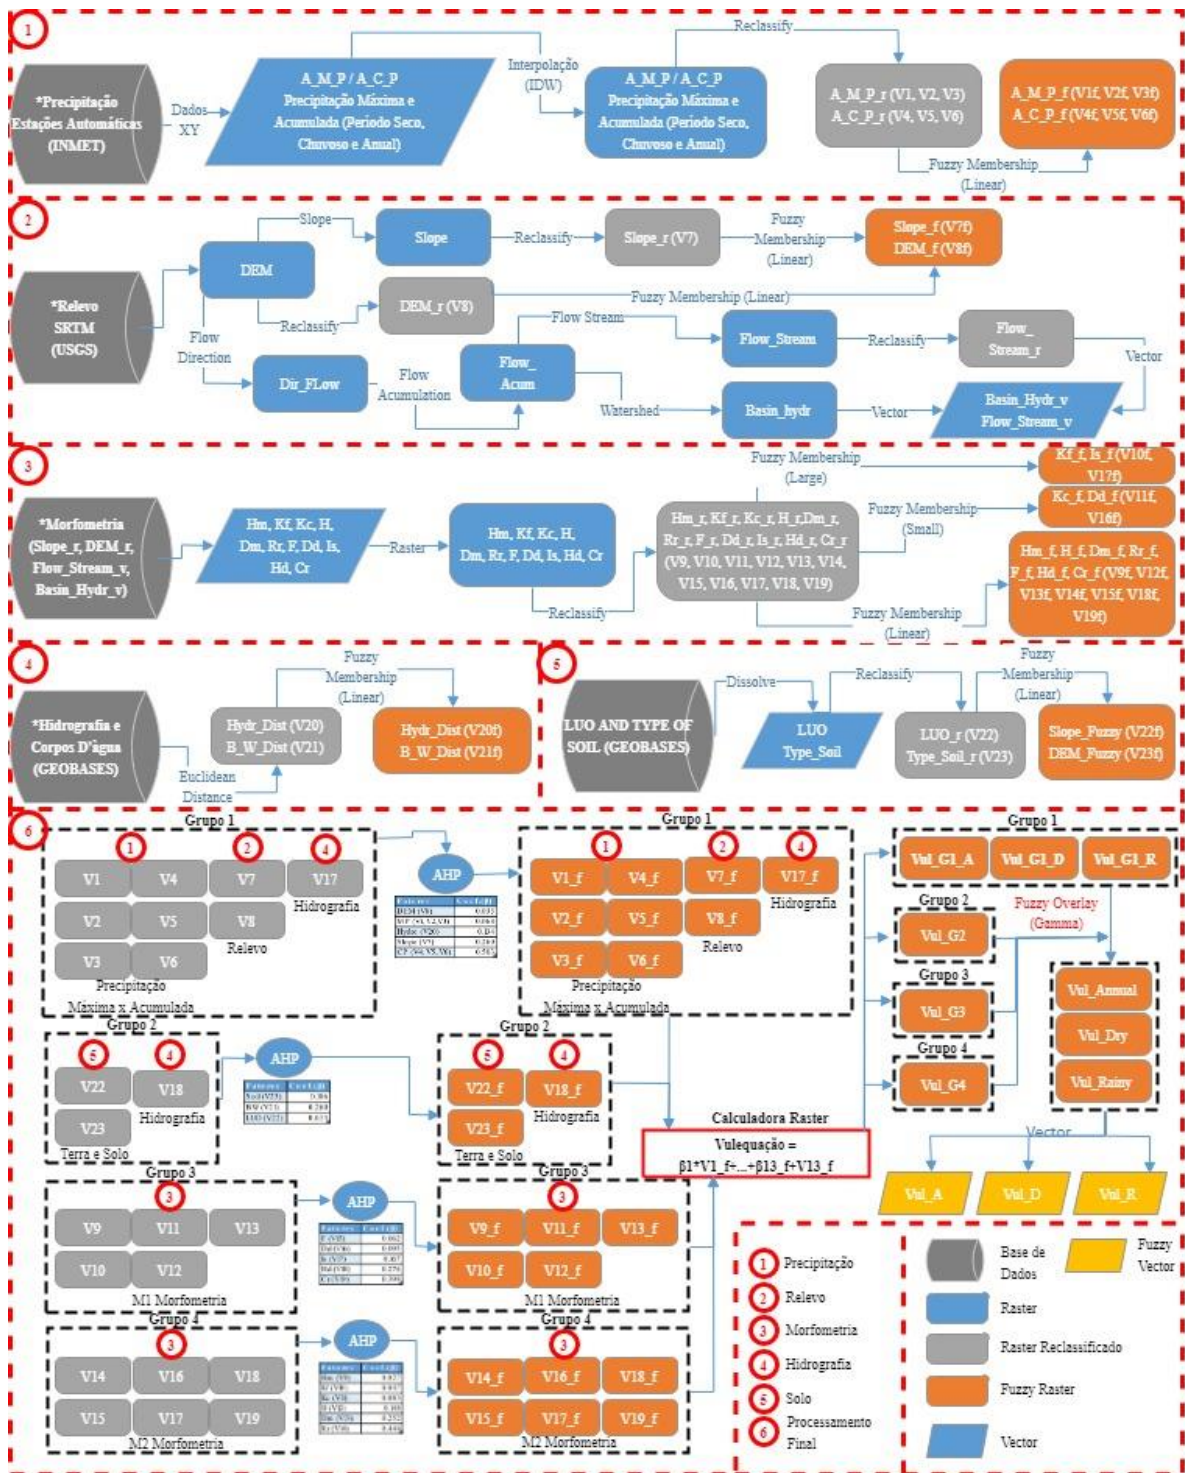 1
*Precipitação
Estações Automáticas
(INMET)
Dados
XY
A_M_P / A_C_P
Precipitação Máxima e
Acumulada (Periodo Seco,
Chuvoso e Anual)
Interpolação
(IDW)
A_M_P / A_C_P
Precipitação Máxima e
Acumulada (Periodo Seco,
Chuvoso e Anual)
Reclassify
A_M_P_r (V1, V2, V3)
A_C_P_r (V4, V5, V6)
Fuzzy Membership
(Linear)
A_M_P_f (V1f, V2f, V3f)
A_C_P_f (V4f, V5f, V6f)
2
*Relevo
SRTM
(USGS)
DEM
Slope
Slope
Reclassify
Slope_r (V7)
Fuzzy
Membership
(Linear)
Slope_f (V7f)
DEM_f (V8f)
Reclassify
DEM_r (V8)
Fuzzy Membership (Linear)
Flow
Direction
Dir_FLow
Flow
Acumulation
Flow_
Acum
Flow Stream
Flow_Stream
Reclassify
Flow_
Stream_r
Vector
Watershed
Basin_hydr
Vector
Basin_Hydr_v
Flow_Stream_v
3
*Morfometria
(Slope_r, DEM_r,
Flow_Stream_v,
Basin_Hydr_v)
Hm, Kf, Kc, H,
Dm, Rr, F, Dd, Is,
Hd, Cr
Raster
Hm, Kf, Kc, H,
Dm, Rr, F, Dd, Is, Hd, Cr
Reclassify
Hm_r, Kf_r, Kc_r, H_r,Dm_r,
Rr_r, F_r, Dd_r, Is_r, Hd_r, Cr_r
(V9, V10, V11, V12, V13, V14,
V15, V16, V17, V18, V19)
Fuzzy Membership
(Large)
Kf_f, Is_f (V10f,
V17f)
Fuzzy Membership
(Small)
Kc_f, Dd_f (V11f,
V16f)
Fuzzy Membership
(Linear)
Hm_f, H_f, Dm_f, Rr_f,
F_f, Hd_f, Cr_f (V9f, V12f,
V13f, V14f, V15f, V18f,
V19f)
4
*Hidrografia e
Corpos D'água
(GEOBASES)
Euclidean
Distance
Hydr_Dist (V20)
B_W_Dist (V21)
Fuzzy
Membership
(Linear)
Hydr_Dist (V20f)
B_W_Dist (V21f)
5
LUO AND TYPE OF
SOIL (GEOBASES)
Dissolve
LUO
Type_Soil
Reclassify
LUO_r (V22)
Type_Soil_r (V23)
Fuzzy
Membership
(Linear)
Slope_Fuzzy (V22f)
DEM_Fuzzy (V23f)
6
Grupo 1
1 2 4
V1 V4 V7 V17
Hidrografia
V2 V5 V8
Relevo
V3 V6
Precipitação
Máxima x Acumulada
AHP
Grupo 1
1 2 4
V1_f V4_f V7_f V17_f
Hidrografia
V2_f V5_f V8_f
Relevo
V3_f V6_f
Precipitação
Máxima x Acumulada
Grupo 1
Vul_G1_A Vul_G1_D Vul_G1_R
Grupo 2
Vul_G2
Fuzzy Overlay
(Gamma)
Grupo 3
Vul_G3
Grupo 4
Vul_G4
Vul_Annual
Vul_Dry
Vul_Rainy
Vector
Vul_A Vul_D Vul_R
Grupo 2
5 4
V22 V18
Hidrografia
V23
Terra e Solo
AHP
Grupo 2
5 4
V22_f V18_f
Hidrografia
V23_f
Terra e Solo
Calculadora Raster
Vulequação =
β1*V1_f+...+β13_f+V13_f
Grupo 3
3
V9 V11 V13
V10 V12
M1 Morfometria
AHP
Grupo 3
3
V9_f V11_f V13_f
V10_f V12_f
M1 Morfometria
Grupo 4
3
V14 V16 V18
V15 V17 V19
M2 Morfometria
AHP
Grupo 4
3
V14_f V16_f V18_f
V15_f V17_f V19_f
M2 Morfometria
1 Precipitação
2 Relevo
3 Morfometria
4 Hidrografia
5 Solo
6 Processamento
Final
Base de
Dados
Fuzzy
Vector
Raster
Raster Reclassificado
Fuzzy Raster
Vector